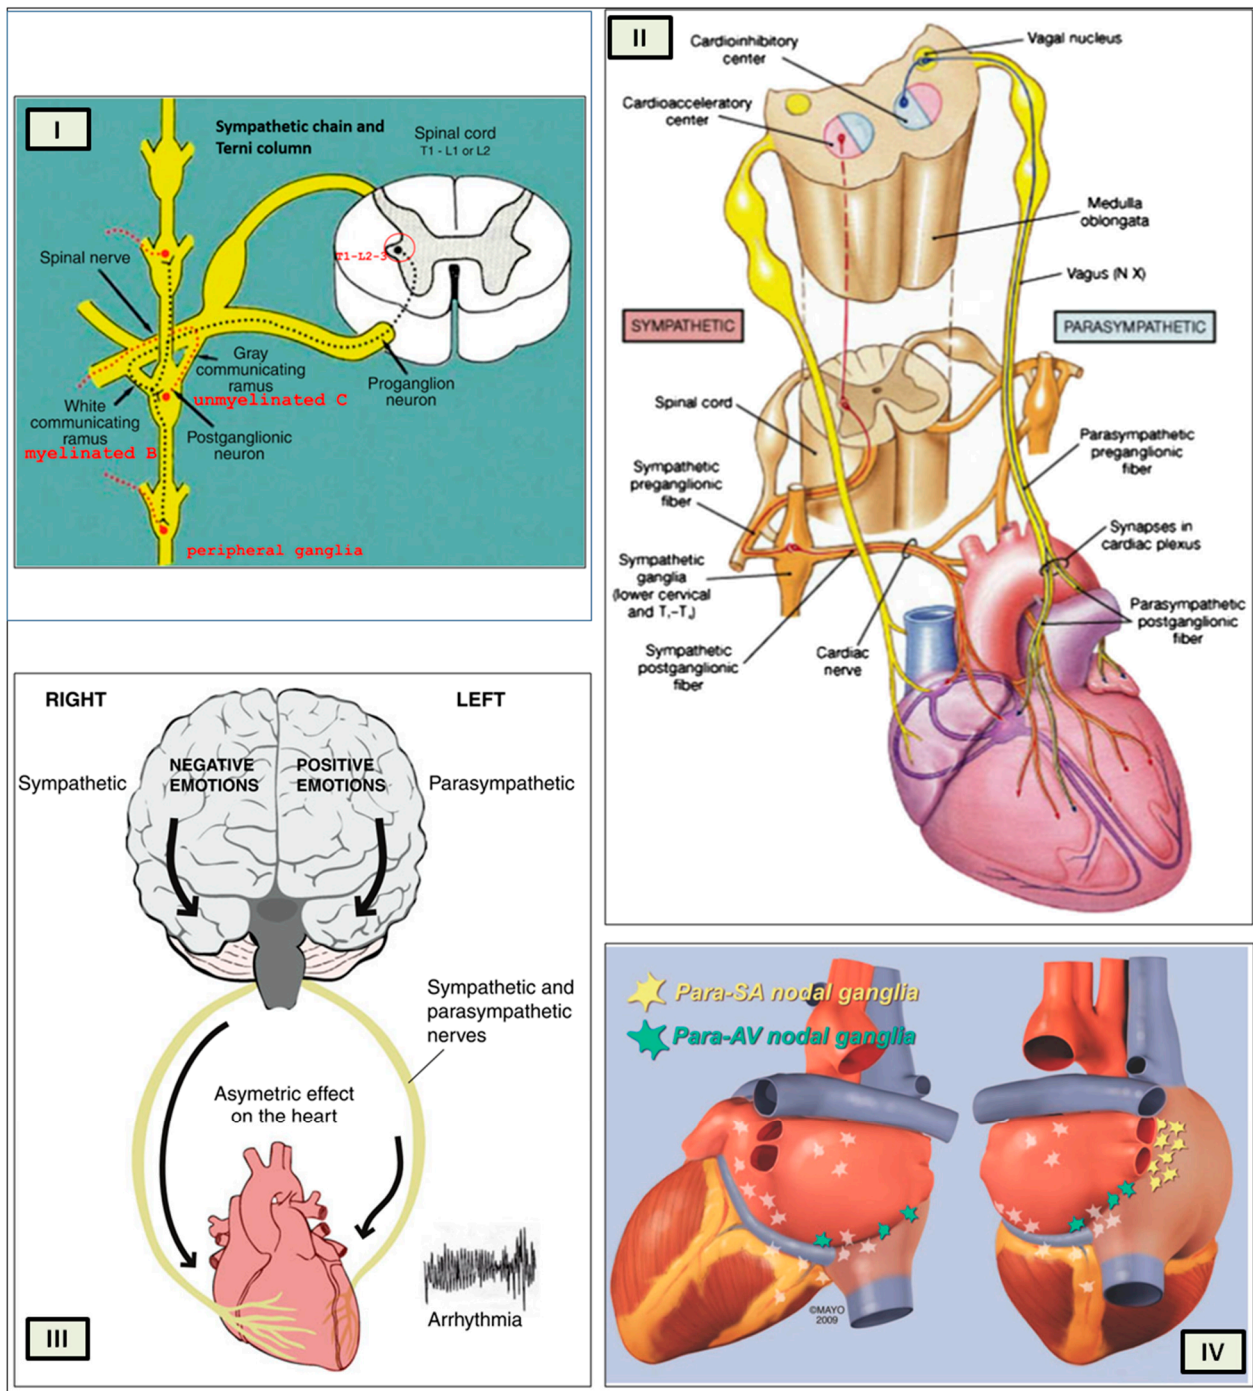 I
Sympathetic chain and
Terni column
Spinal cord
T1 - L1 or L2
T1-L2-3
Spinal nerve
Gray
communicating
ramus
unmyelinated C
Proganglion
neuron
White
communicating
ramus
myelinated B
Postganglionic
neuron
peripheral ganglia
II
Cardioinhibitory
center
Vagal nucleus
Cardioacceleratory
center
Medulla
oblongata
Vagus (N X)
SYMPATHETIC
PARASYMPATHETIC
Spinal cord
Parasympathetic
preganglionic
fiber
Sympathetic
preganglionic
fiber
Synapses in
cardiac plexus
Sympathetic
ganglia
(lower cervical
Parasympathetic
postganglionic
fiber
Sympathetic
postganglionic
fiber
Cardiac
nerve
RIGHT
LEFT
Sympathetic
NEGATIVE
EMOTIONS
POSITIVE
EMOTIONS
Parasympathetic
Sympathetic and
parasympathetic
nerves
Asymetric effect
on the heart
Arrhythmia
III
Para-SA nodal ganglia
Para-AV nodal ganglia
©MAYO
2009
IV